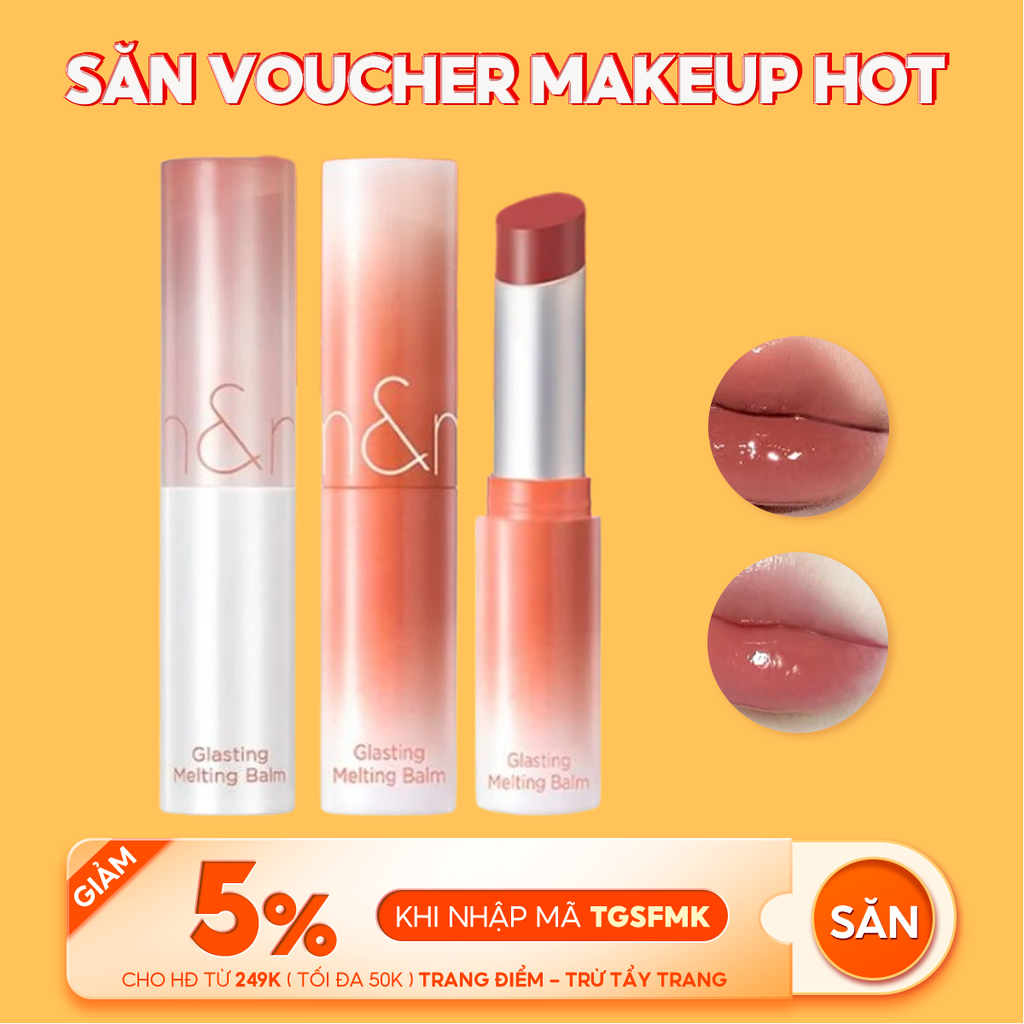 SĂN VOUCHER MAKEUP HOT
n&r
n&r
Glasting
Melting Balm
Glasting
Melting Balm
Glasting
Melting Balm
GIẢM
5%
KHI NHẬP MÃ TGSFMK
SĂN
CHO HĐ TỪ 249K ( TỐI ĐA 50K ) TRANG ĐIỂM – TRỪ TẨY TRANG